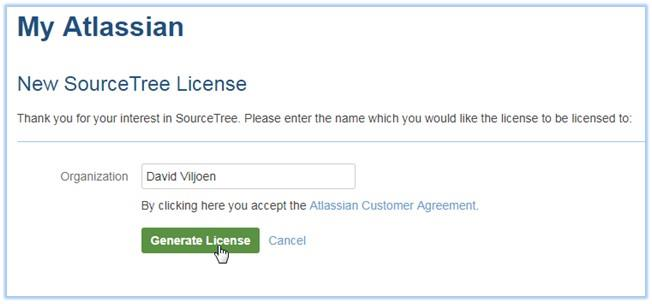 My Atlassian
New SourceTree License
Thank you for your interest in SourceTree. Please enter the name which you would like the license to be licensed to:
Organization David Viljoen
By clicking here you accept the Atlassian Customer Agreement.
Generate License Cancel